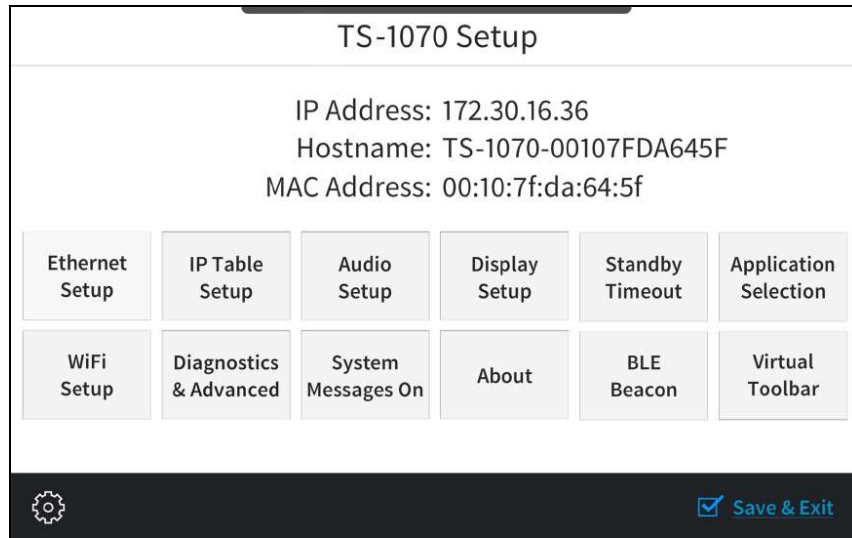 TS-1070 Setup
IP Address: 172.30.16.36
Hostname: TS-1070-00107FDA645F
MAC Address: 00:10:7f:da:64:5f
Ethernet
Setup
IP Table
Setup
Audio
Setup
Display
Setup
Standby
Timeout
Application
Selection
WiFi
Setup
Diagnostics
& Advanced
System
Messages On
About
BLE
Beacon
Virtual
Toolbar
Save & Exit